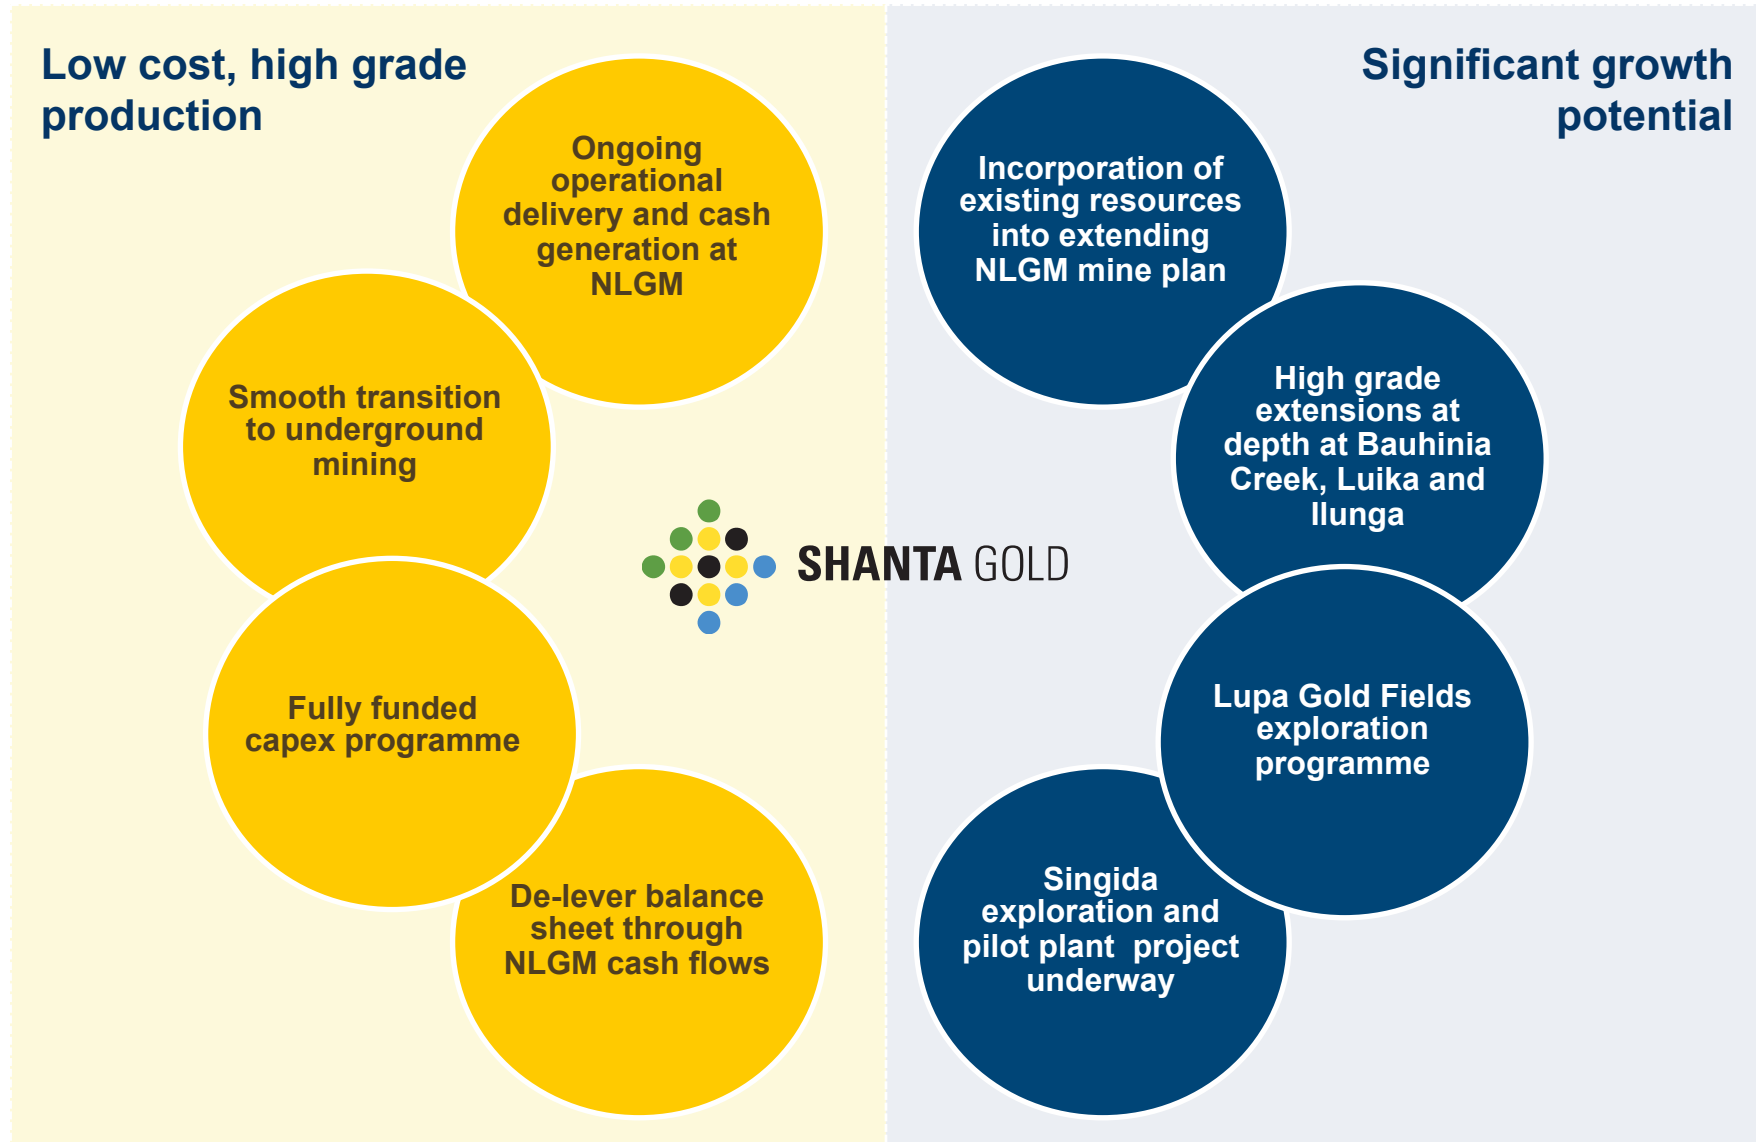 Low cost, high grade
production
Ongoing
operational
delivery and cash
generation at
NLGM
Smooth transition
to underground
mining
Fully funded
capex programme
De-lever balance
sheet through
NLGM cash flows
SHANTA GOLD
Significant growth
potential
Incorporation of
existing resources
into extending
NLGM mine plan
High grade
extensions at
depth at Bauhinia
Creek, Luika and
Ilunga
Lupa Gold Fields
exploration
programme
Singida
exploration and
pilot plant  project
underway